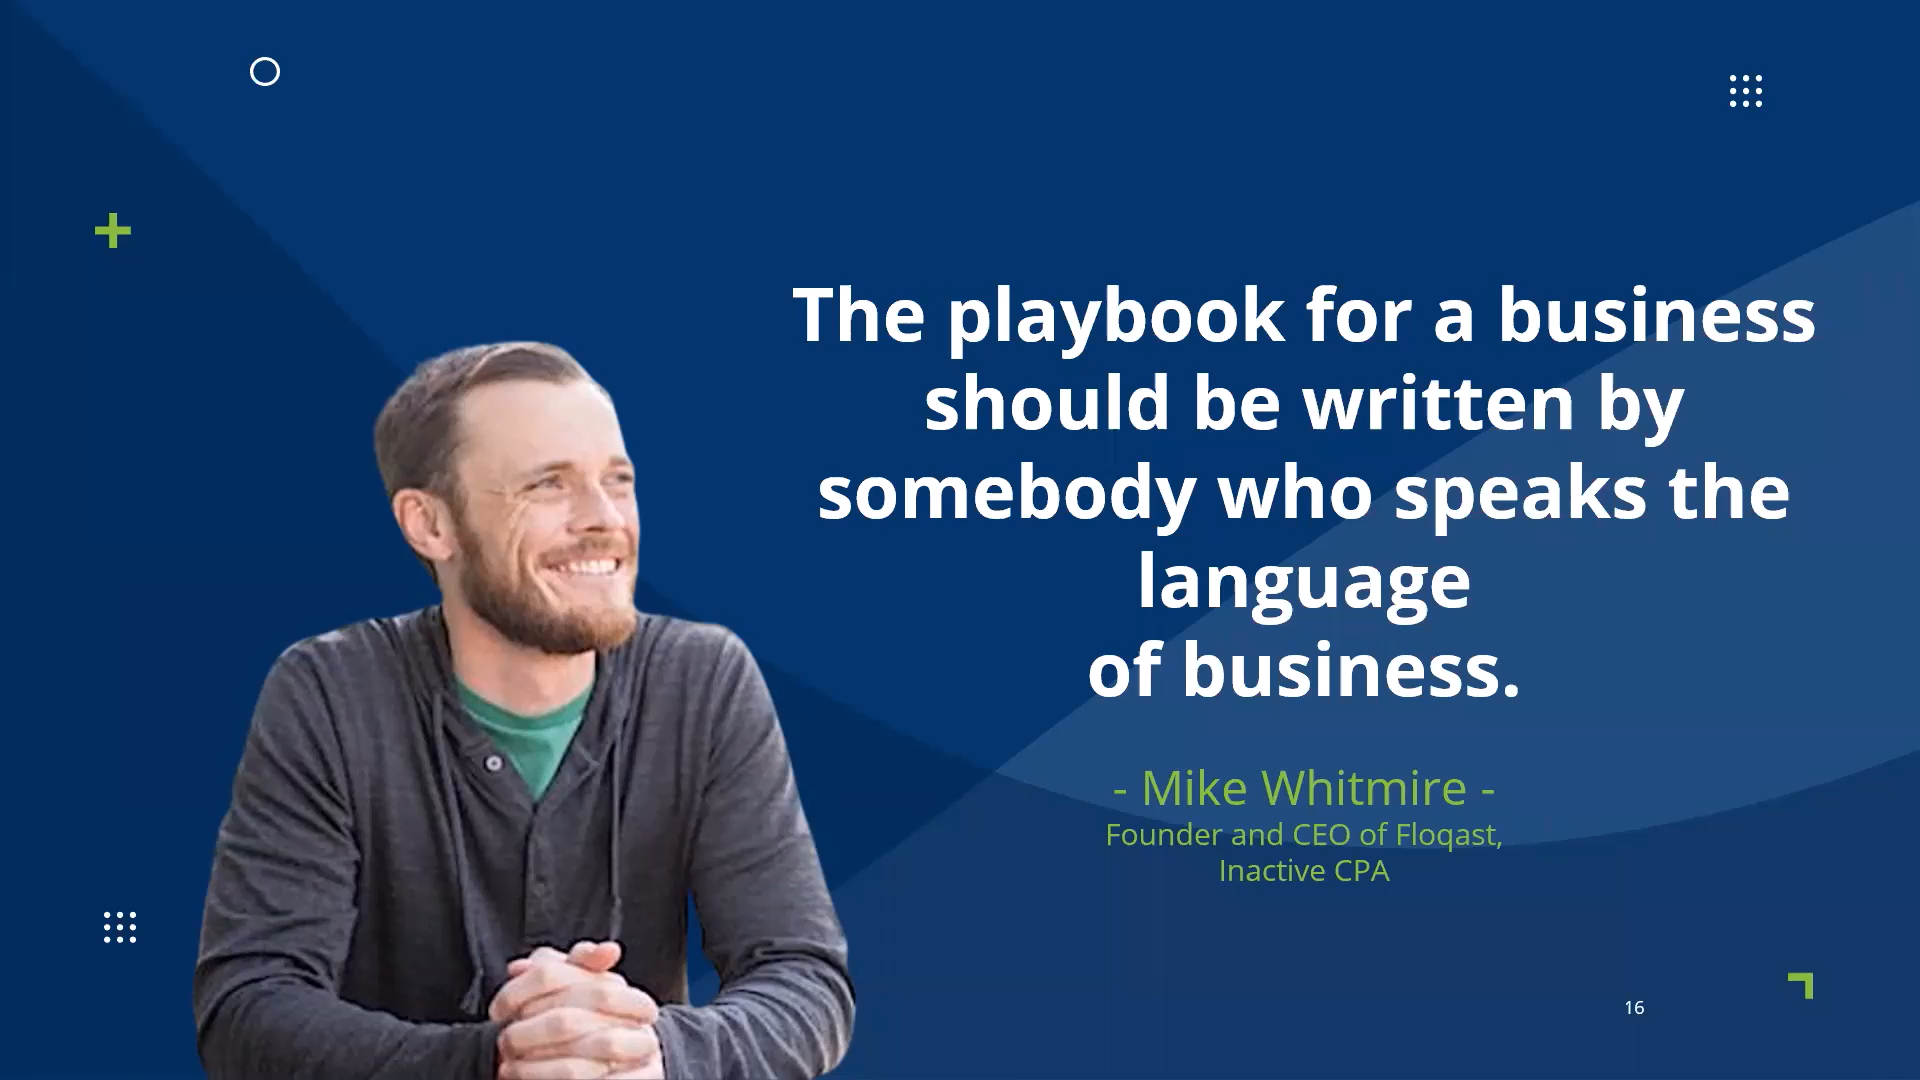 The playbook for a business
should be written by
somebody who speaks the
language
of business.
- Mike Whitmire -
Founder and CEO of Floqast,
Inactive CPA
16